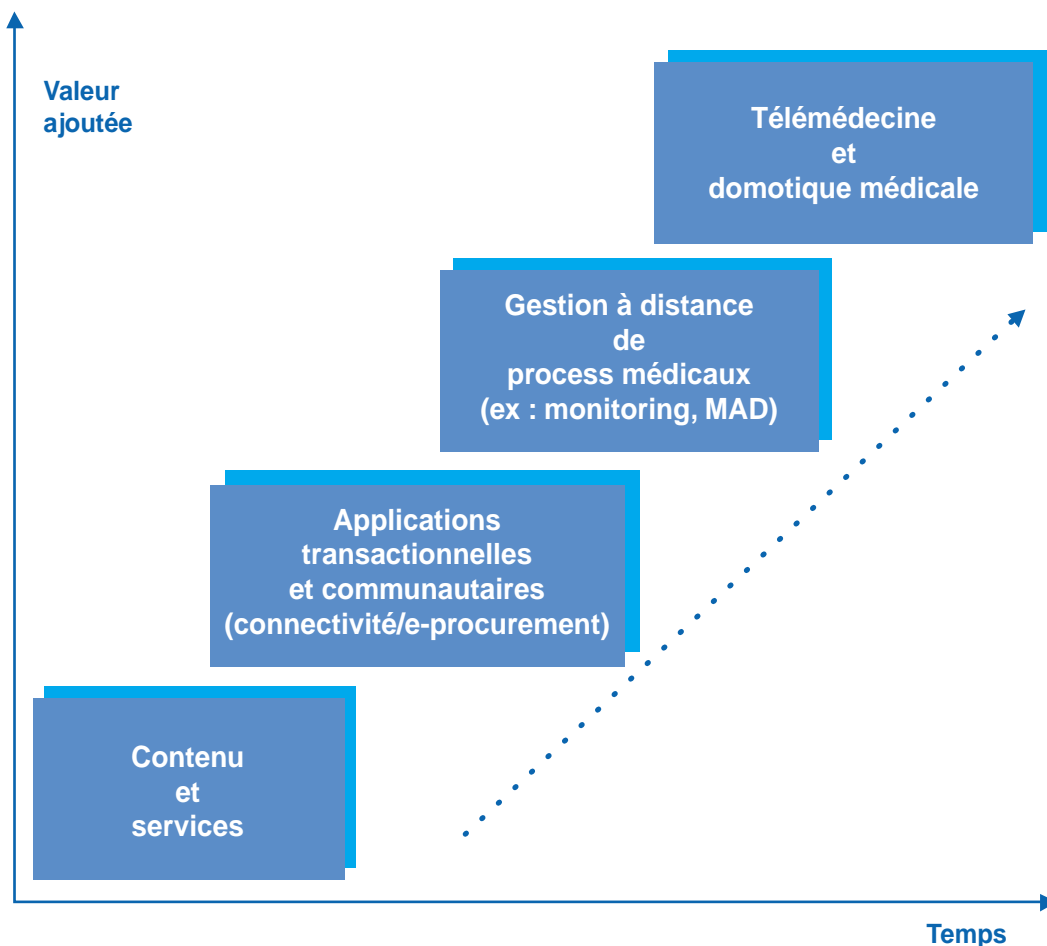 Valeur
ajoutée
Télémédecine
et
domotique médicale
Gestion à distance
de
process médicaux
(ex : monitoring, MAD)
Applications
transactionnelles
et communautaires
(connectivité/e-procurement)
Contenu
et
services
Temps